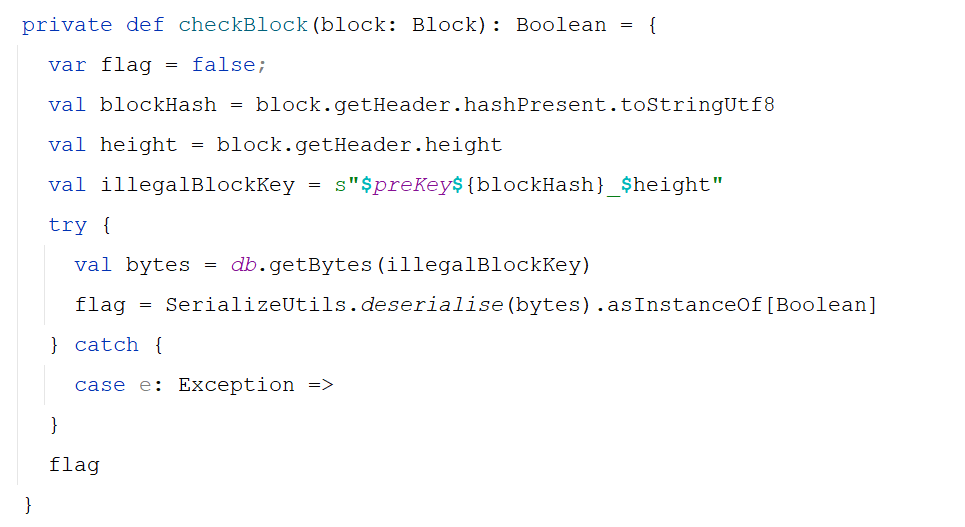 private def checkBlock(block: Block): Boolean = {
  var flag = false;
  val blockHash = block.getHeader.hashPresent.toStringUtf8
  val height = block.getHeader.height
  val illegalBlockKey = s"$preKey${blockHash}_$height"
  try {
    val bytes = db.getBytes(illegalBlockKey)
    flag = SerializeUtils.deserialise(bytes).asInstanceOf[Boolean]
  } catch {
    case e: Exception =>
  }
  flag
}